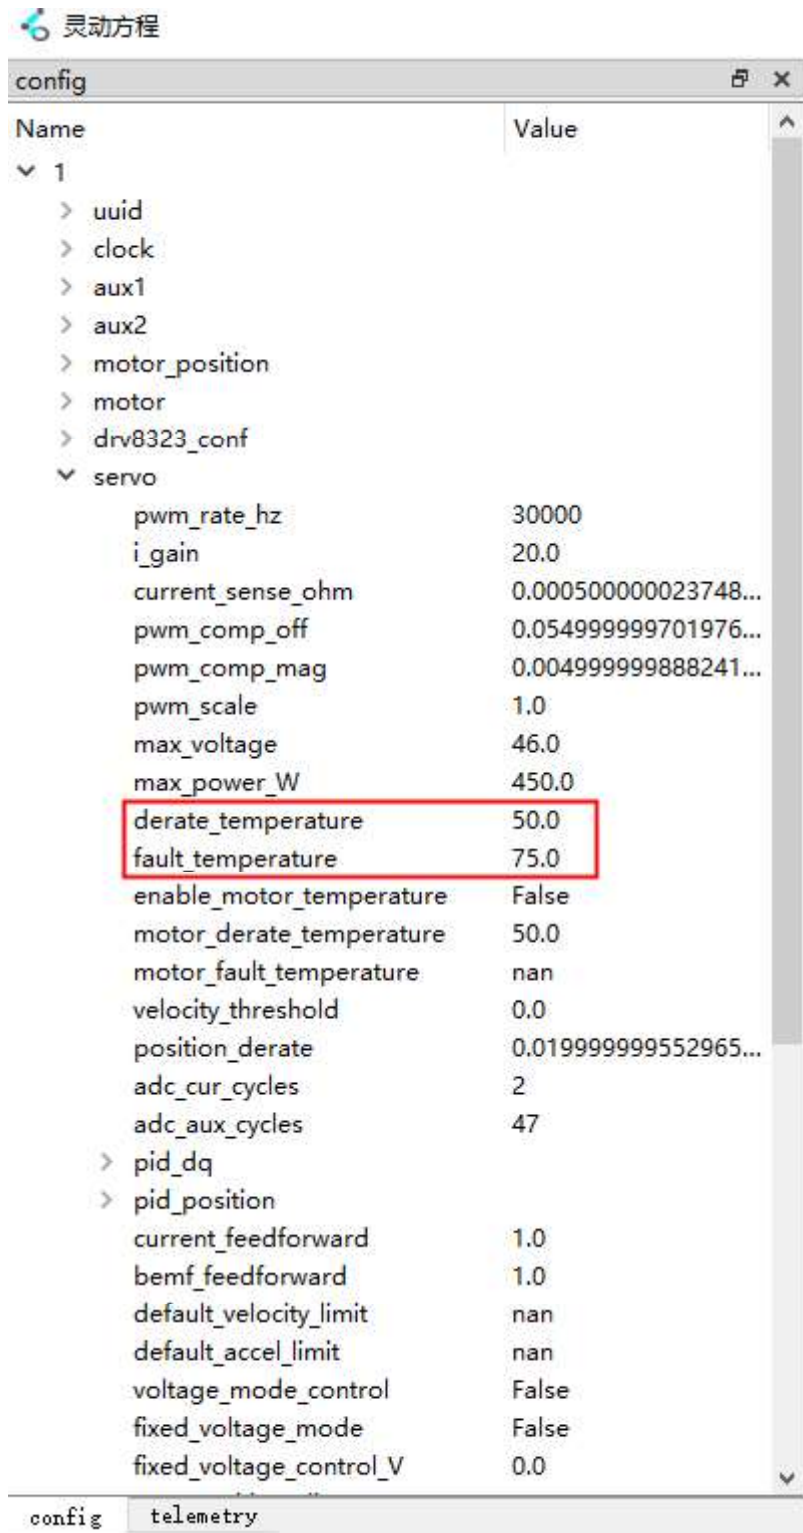 灵动方程
config
Name Value
1
uuid
clock
aux1
aux2
motor_position
motor
drv8323_conf
servo
pwm_rate_hz 30000
i_gain 20.0
current_sense_ohm 0.000500000023748...
pwm_comp_off 0.054999999701976...
pwm_comp_mag 0.004999999888241...
pwm_scale 1.0
max_voltage 46.0
max_power_W 450.0
derate_temperature 50.0
fault_temperature 75.0
enable_motor_temperature False
motor_derate_temperature 50.0
motor_fault_temperature nan
velocity_threshold 0.0
position_derate 0.019999999552965...
adc_cur_cycles 2
adc_aux_cycles 47
pid_dq
pid_position
current_feedforward 1.0
bemf_feedforward 1.0
default_velocity_limit nan
default_accel_limit nan
voltage_mode_control False
fixed_voltage_mode False
fixed_voltage_control_V 0.0
config telemetry